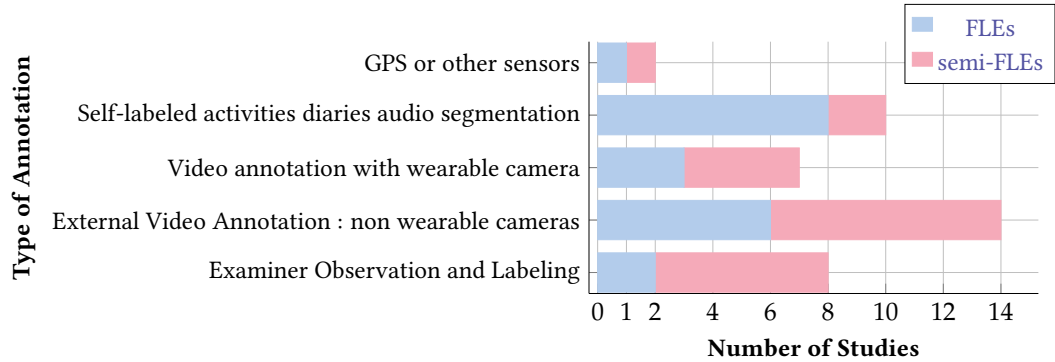 FLEs
semi-FLEs
Type of Annotation
GPS or other sensors
Self-labeled activities diaries audio segmentation
Video annotation with wearable camera
External Video Annotation : non wearable cameras
Examiner Observation and Labeling
0 1 2 4 6 8 10 12 14
Number of Studies